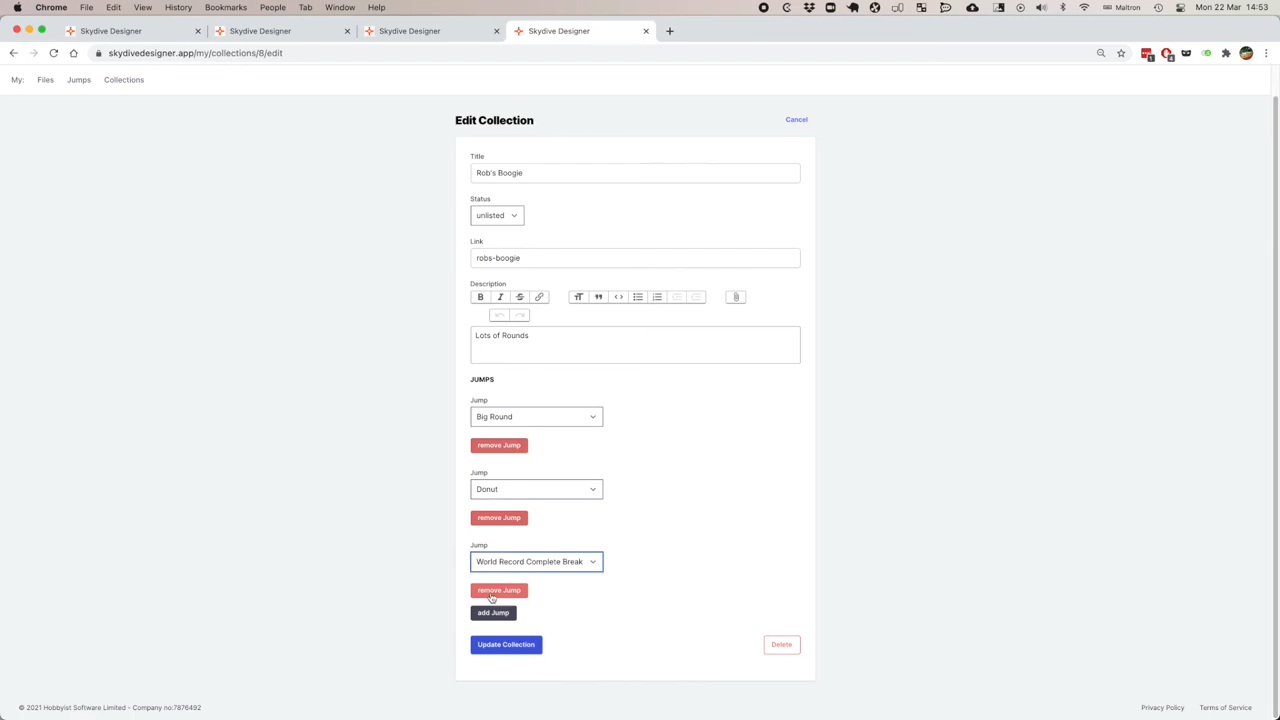 Chrome File Edit View History Bookmarks People Tab Window Help Maltron Mon 22 Mar 14:53
Skydive Designer Skydive Designer Skydive Designer Skydive Designer
skydivedesigner.app/my/collections/8/edit
My: Files Jumps Collections
Edit Collection Cancel
Title
Rob's Boogie
Status
unlisted
Link
robs-boogie
Description
Lots of Rounds
JUMPS
Jump
Big Round
remove Jump
Jump
Donut
remove Jump
Jump
World Record Complete Break
remove Jump
add Jump
Update Collection Delete
© 2021 Hobbyist Software Limited - Company no:7876492 Privacy Policy Terms of Service